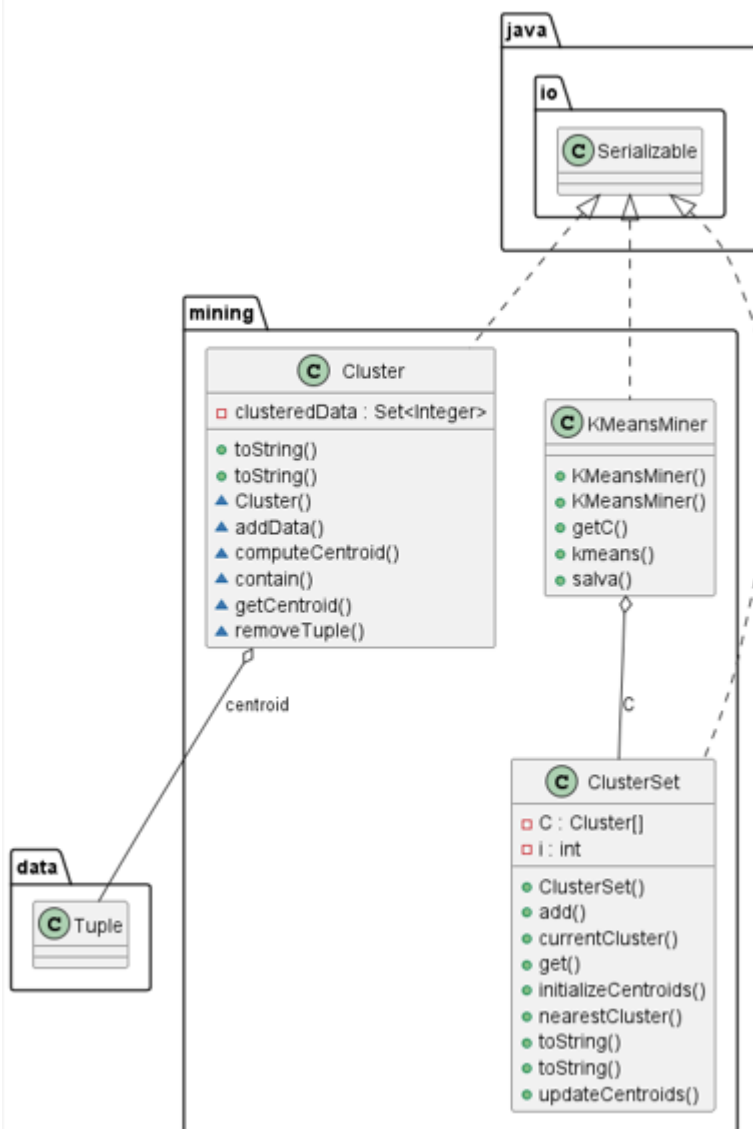 java
io
C Serializable
mining
C Cluster
clusteredData : Set<Integer>
toString()
toString()
Cluster()
addData()
computeCentroid()
contain()
getCentroid()
removeTuple()
C KMeansMiner
KMeansMiner()
KMeansMiner()
getC()
kmeans()
salva()
centroid
C
C ClusterSet
C : Cluster[]
i : int
ClusterSet()
add()
currentCluster()
get()
initializeCentroids()
nearestCluster()
toString()
toString()
updateCentroids()
data
C Tuple